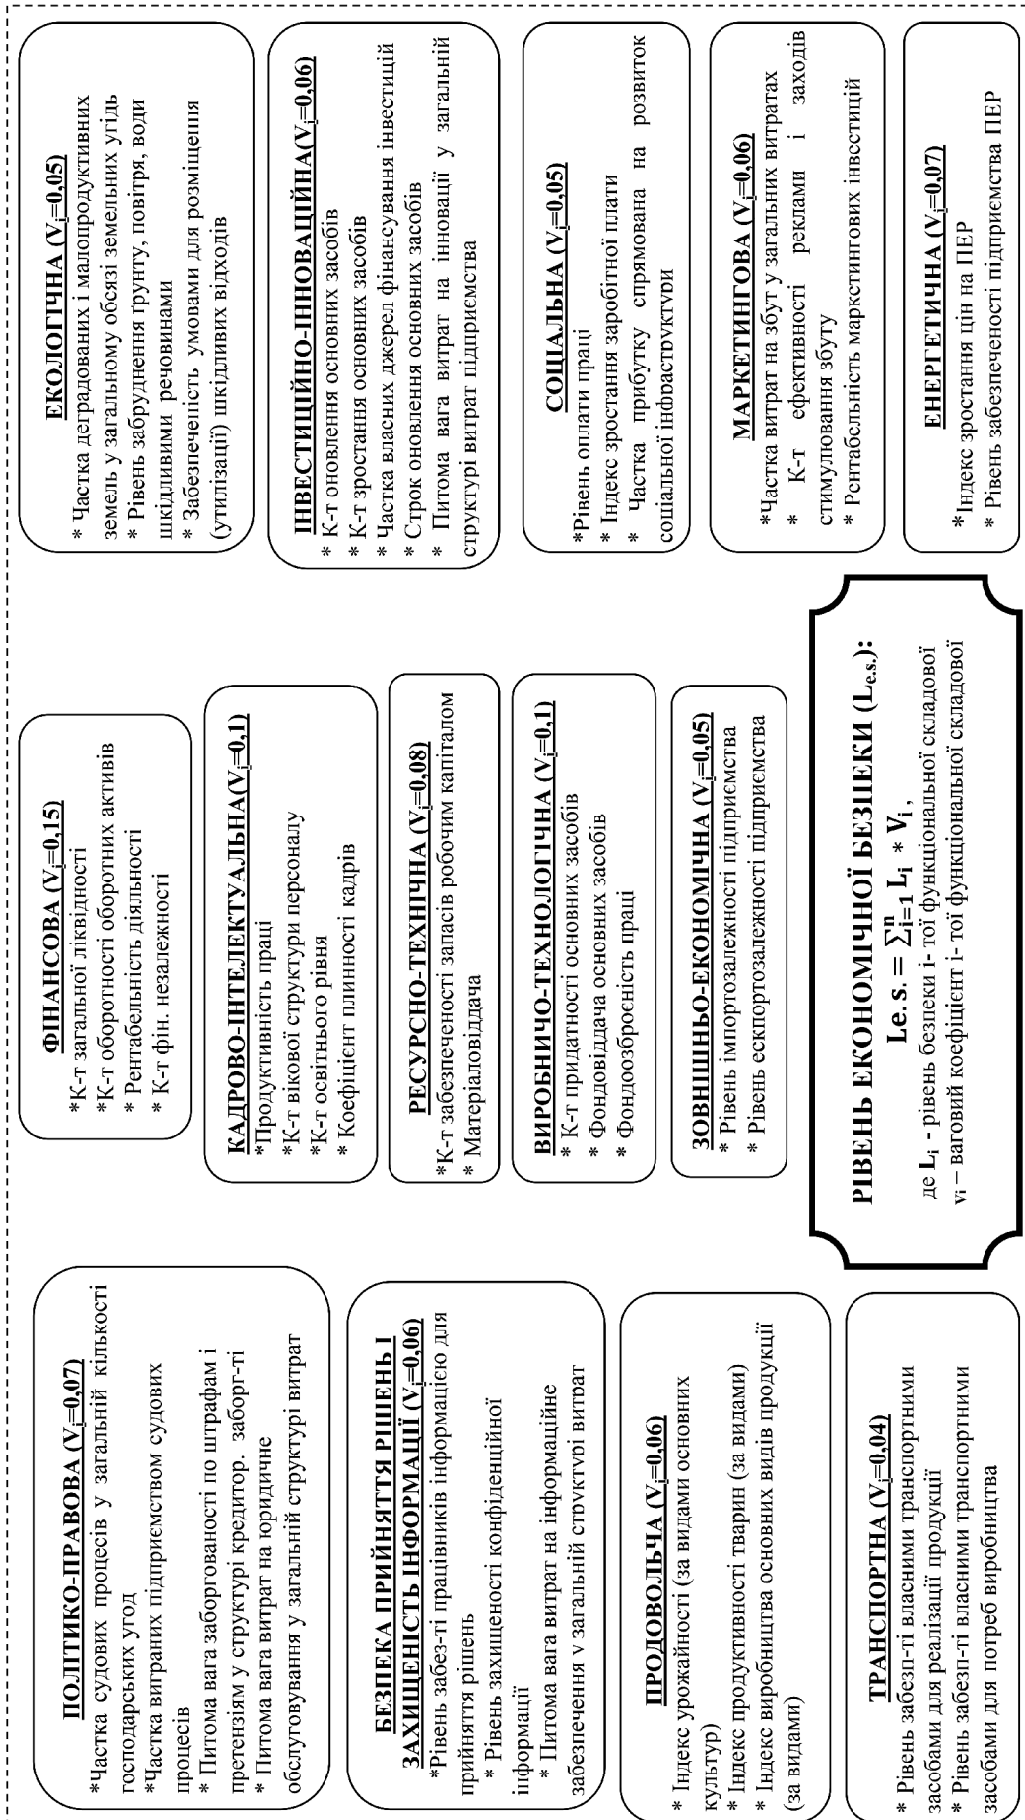 ПОЛІТИКО-ПРАВОВА (Vᵢ=0,07)
*Частка судових процесів у загальній кількості
господарських угод
*Частка виграних підприємством судових
процесів
* Питома вага заборгованості по штрафам і
претензіям у структурі кредитор. заборг-ті
* Питома вага витрат на юридичне
обслуговування у загальній структурі витрат
БЕЗПЕКА ПРИЙНЯТТЯ РІШЕНЬ І
ЗАХИЩЕНІСТЬ ІНФОРМАЦІЇ (Vᵢ=0,06)
*Рівень забез-ті працівників інформацією для
прийняття рішень
* Рівень захищеності конфіденційної
інформації
* Питома вага витрат на інформаційне
забезпечення у загальній структурі витрат
ПРОДОВОЛЬЧА (Vᵢ=0,06)
* Індекс урожайності (за видами основних
культур)
* Індекс продуктивності тварин (за видами)
* Індекс виробництва основних видів продукції
(за видами)
ТРАНСПОРТНА (Vᵢ=0,04)
* Рівень забезп-ті власними транспортними
засобами для реалізації продукції
* Рівень забезп-ті власними транспортними
засобами для потреб виробництва
ФІНАНСОВА (Vᵢ=0,15)
*К-т загальної ліквідності
*К-т оборотності оборотних активів
* Рентабельність діяльності
* К-т фін. незалежності
КАДРОВО-ІНТЕЛЕКТУАЛЬНА(Vᵢ=0,1)
*Продуктивність праці
*К-т вікової структури персоналу
*К-т освітнього рівня
* Коефіцієнт плинності кадрів
РЕСУРСНО-ТЕХНІЧНА (Vᵢ=0,08)
*К-т забезпеченості запасів робочим капіталом
* Матеріаловіддача
ВИРОБНИЧО-ТЕХНОЛОГІЧНА (Vᵢ=0,1)
* К-т придатності основних засобів
* Фондовіддача основних засобів
* Фондоозброєність праці
ЗОВНІШНЬО-ЕКОНОМІЧНА (Vᵢ=0,05)
* Рівень імпортозалежності підприємства
* Рівень ескпортозалежності підприємства
РІВЕНЬ ЕКОНОМІЧНОЇ БЕЗПЕКИ (Lₑ.ₛ.):
Le. s. = ∑ⁿᵢ₌₁ Lᵢ * Vᵢ ,
де Lᵢ - рівень безпеки і- тої функціональної складової
vᵢ – ваговий коефіцієнт і- тої функціональної складової
ЕКОЛОГІЧНА (Vᵢ=0,05)
* Частка деградованих і малопродуктивних
земель у загальному обсязі земельних угідь
* Рівень забруднення ґрунту, повітря, води
шкідливими речовинами
* Забезпеченість умовами для розміщення
(утилізації) шкідливих відходів
ІНВЕСТИЦІЙНО-ІННОВАЦІЙНА(Vᵢ=0,06)
* К-т оновлення основних засобів
* К-т зростання основних засобів
* Частка власних джерел фінансування інвестицій
* Строк оновлення основних засобів
* Питома вага витрат на інновації у загальній
структурі витрат підприємства
СОЦІАЛЬНА (Vᵢ=0,05)
*Рівень оплати праці
* Індекс зростання заробітної плати
* Частка прибутку спрямована на розвиток
соціальної інфраструктури
МАРКЕТИНГОВА (Vᵢ=0,06)
*Частка витрат на збут у загальних витратах
* К-т ефективності реклами і заходів
стимулювання збуту
* Рентабельність маркетингових інвестицій
ЕНЕРГЕТИЧНА (Vᵢ=0,07)
*Індекс зростання цін на ПЕР
* Рівень забезпеченості підприємства ПЕР